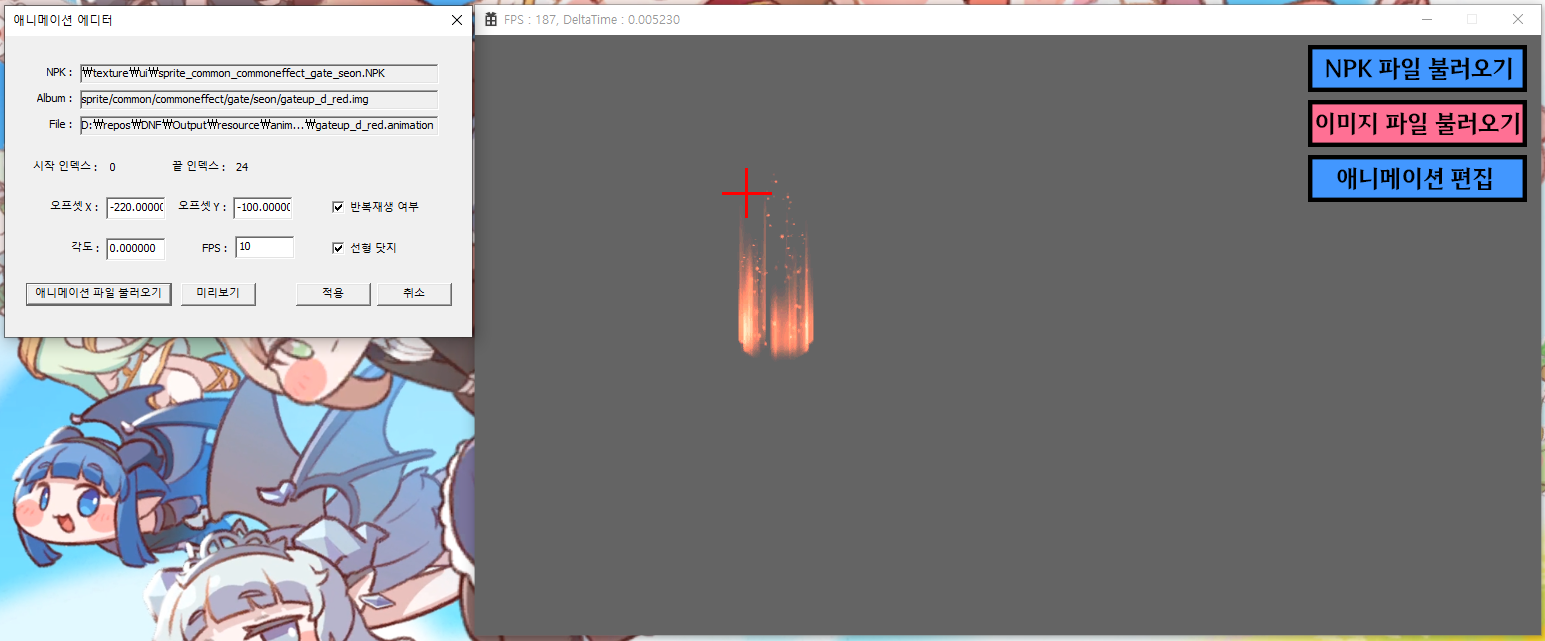 애니메이션 에디터
NPK : ₩texture₩ui₩sprite_common_commoneffect_gate_seon.NPK
Album : sprite/common/commoneffect/gate/seon/gateup_d_red.img
File : D:₩repos₩DNF₩Output₩resource₩anim...₩gateup_d_red.animation
시작 인덱스 : 0 끝 인덱스 : 24
오프셋 X : -220.00000 오프셋 Y : -100.00000 반복재생 여부
각도 : 0.000000 FPS : 10 선형 닷지
애니메이션 파일 불러오기 미리보기 적용 취소
FPS : 187, DeltaTime : 0.005230
NPK 파일 불러오기
이미지 파일 불러오기
애니메이션 편집